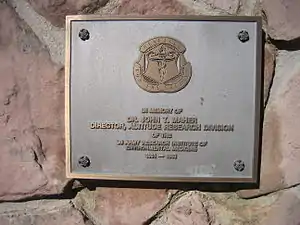 IN MEMORY OF
DR. JOHN T. MAHER
DIRECTOR, ALTITUDE RESEARCH DIVISION
OF THE
US ARMY RESEARCH INSTITUTE OF
ENVIRONMENTAL MEDICINE